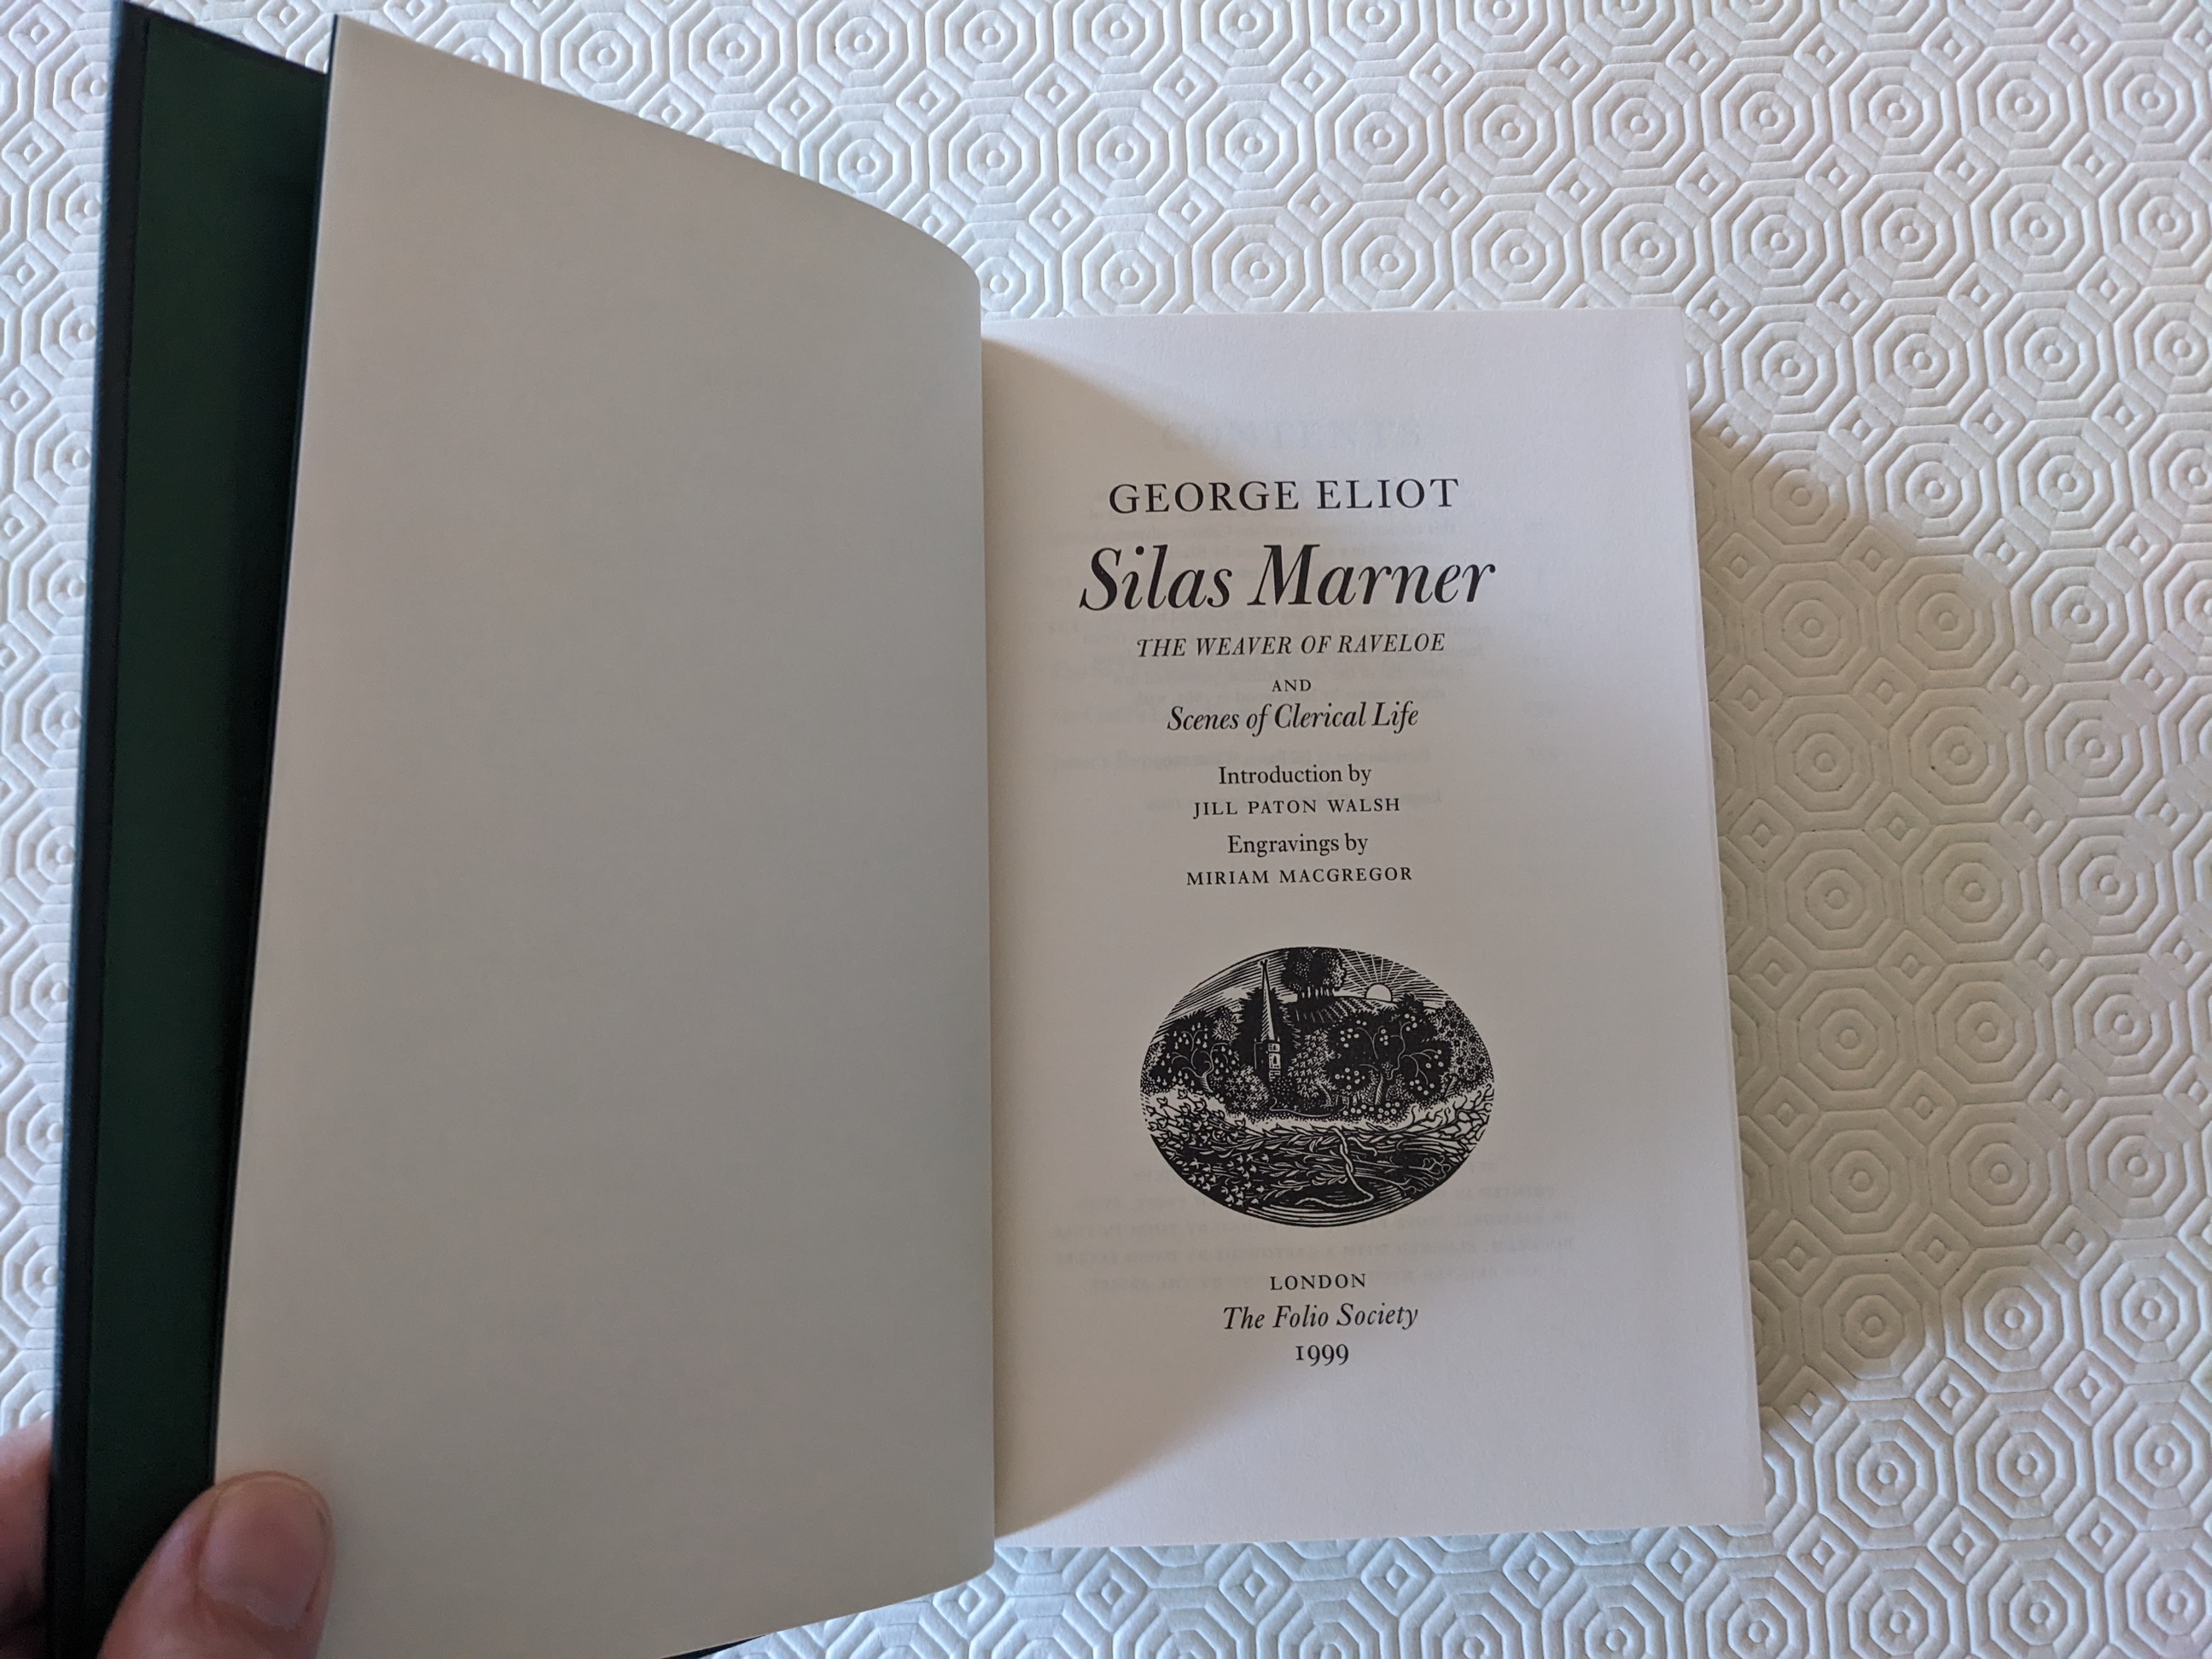 GEORGE ELIOT
Silas Marner
THE WEAVER OF RAVELOE
AND
Scenes of Clerical Life
Introduction by
JILL PATON WALSH
Engravings by
MIRIAM MACGREGOR
LONDON
The Folio Society
1999